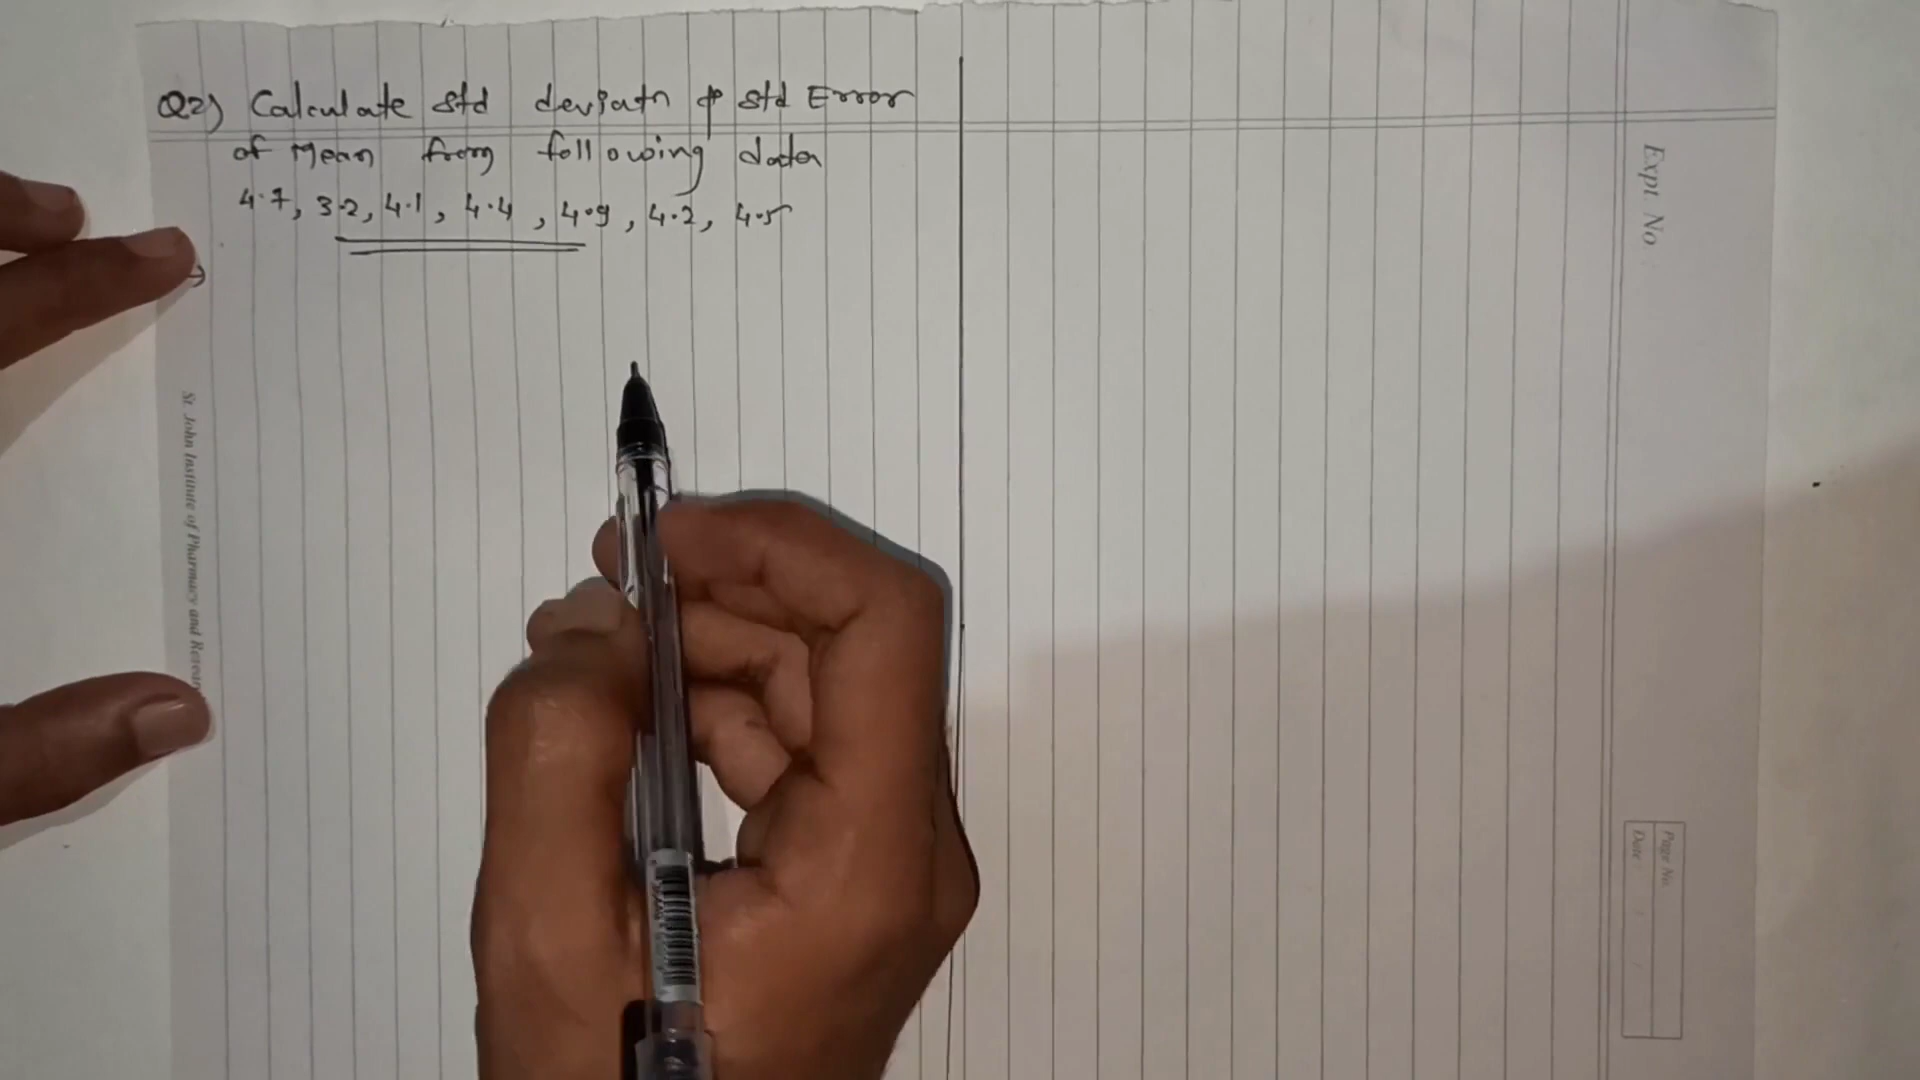 Q2) Calculate std deviatn & std Error
of Mean from following data
4.7, 3.2, 4.1, 4.4, 4.9, 4.2, 4.5
→
Expt. No
St. John Institute of Pharmacy and
Page No.
Date